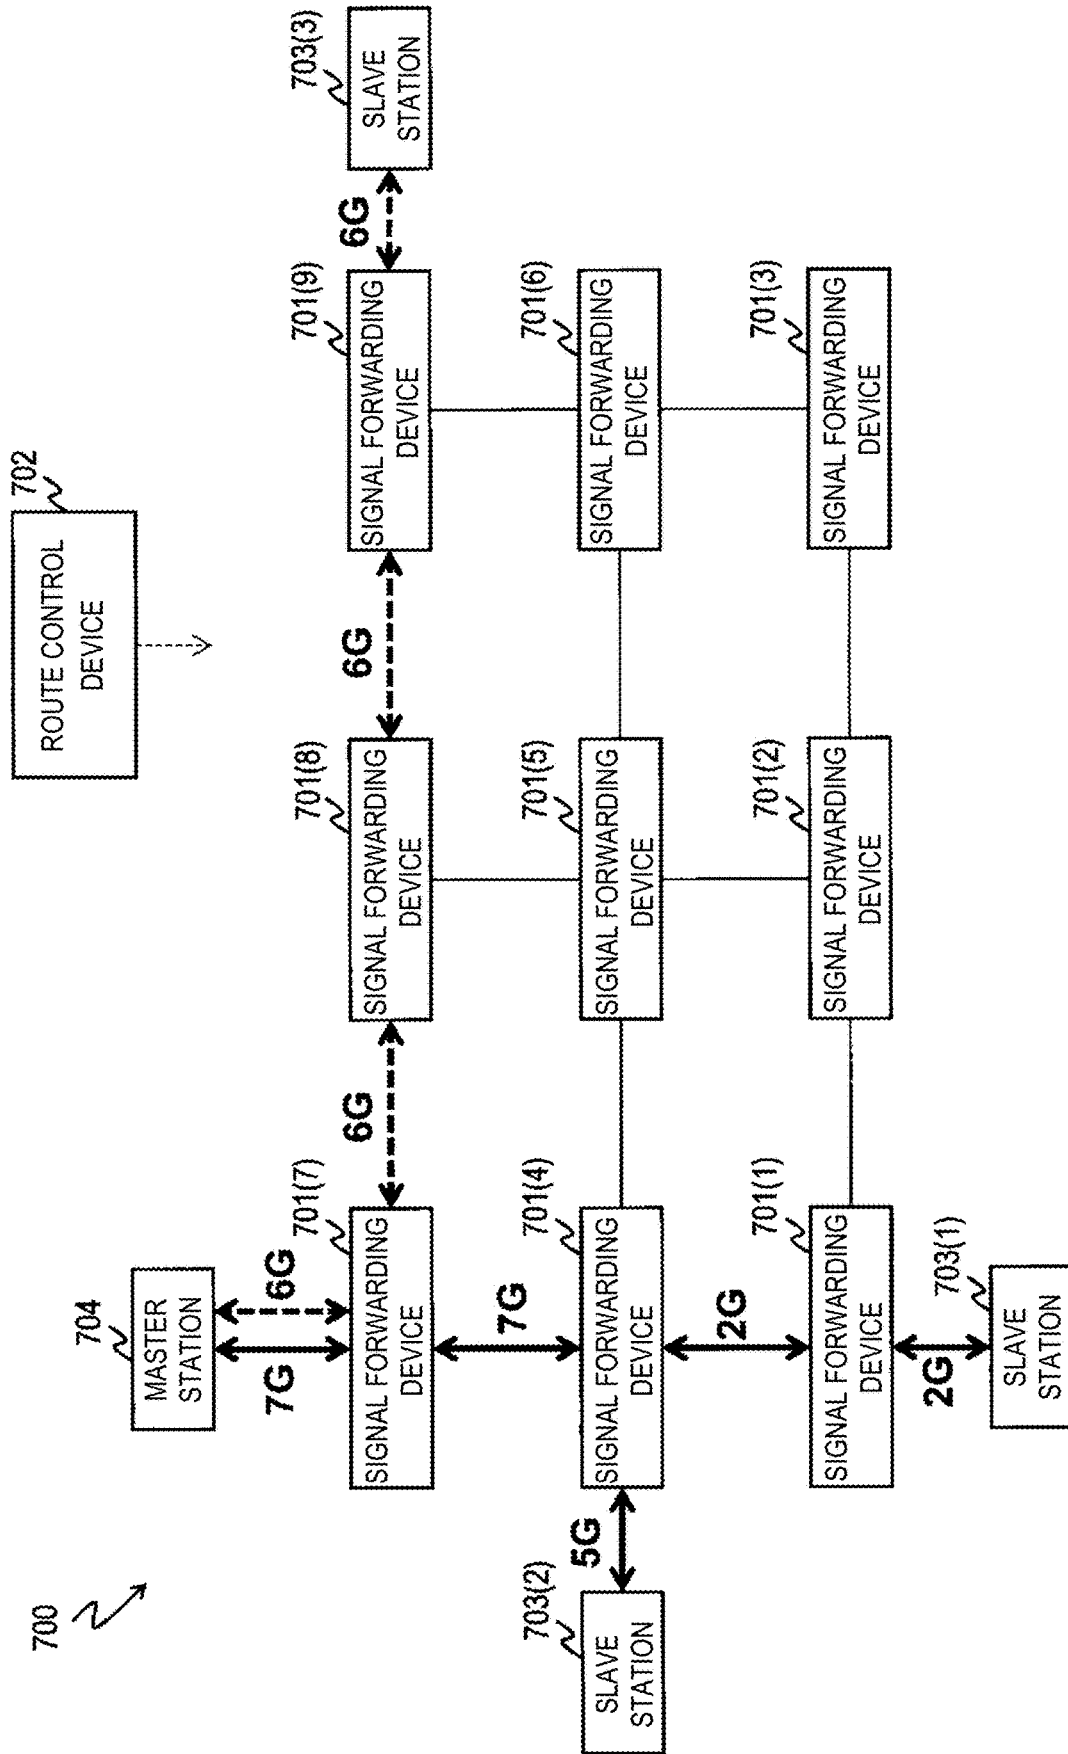 700
ROUTE CONTROL
DEVICE
702
704
MASTER
STATION
7G
6G
701(7)
SIGNAL FORWARDING
DEVICE
6G
701(8)
SIGNAL FORWARDING
DEVICE
6G
701(9)
SIGNAL FORWARDING
DEVICE
6G
703(3)
SLAVE
STATION
7G
703(2)
SLAVE
STATION
5G
701(4)
SIGNAL FORWARDING
DEVICE
701(5)
SIGNAL FORWARDING
DEVICE
701(6)
SIGNAL FORWARDING
DEVICE
2G
701(1)
SIGNAL FORWARDING
DEVICE
701(2)
SIGNAL FORWARDING
DEVICE
701(3)
SIGNAL FORWARDING
DEVICE
2G
703(1)
SLAVE
STATION